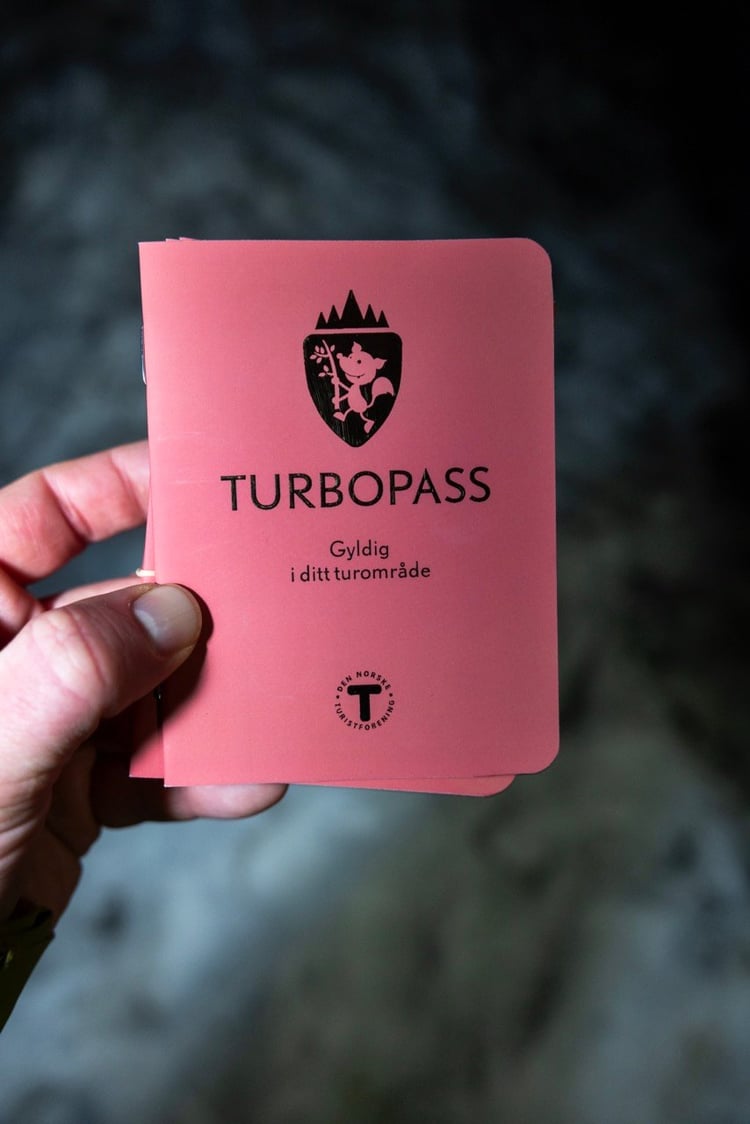 TURBOPASS
Gyldig
i ditt turområde
DEN NORSKE
T
TURISTFORENING